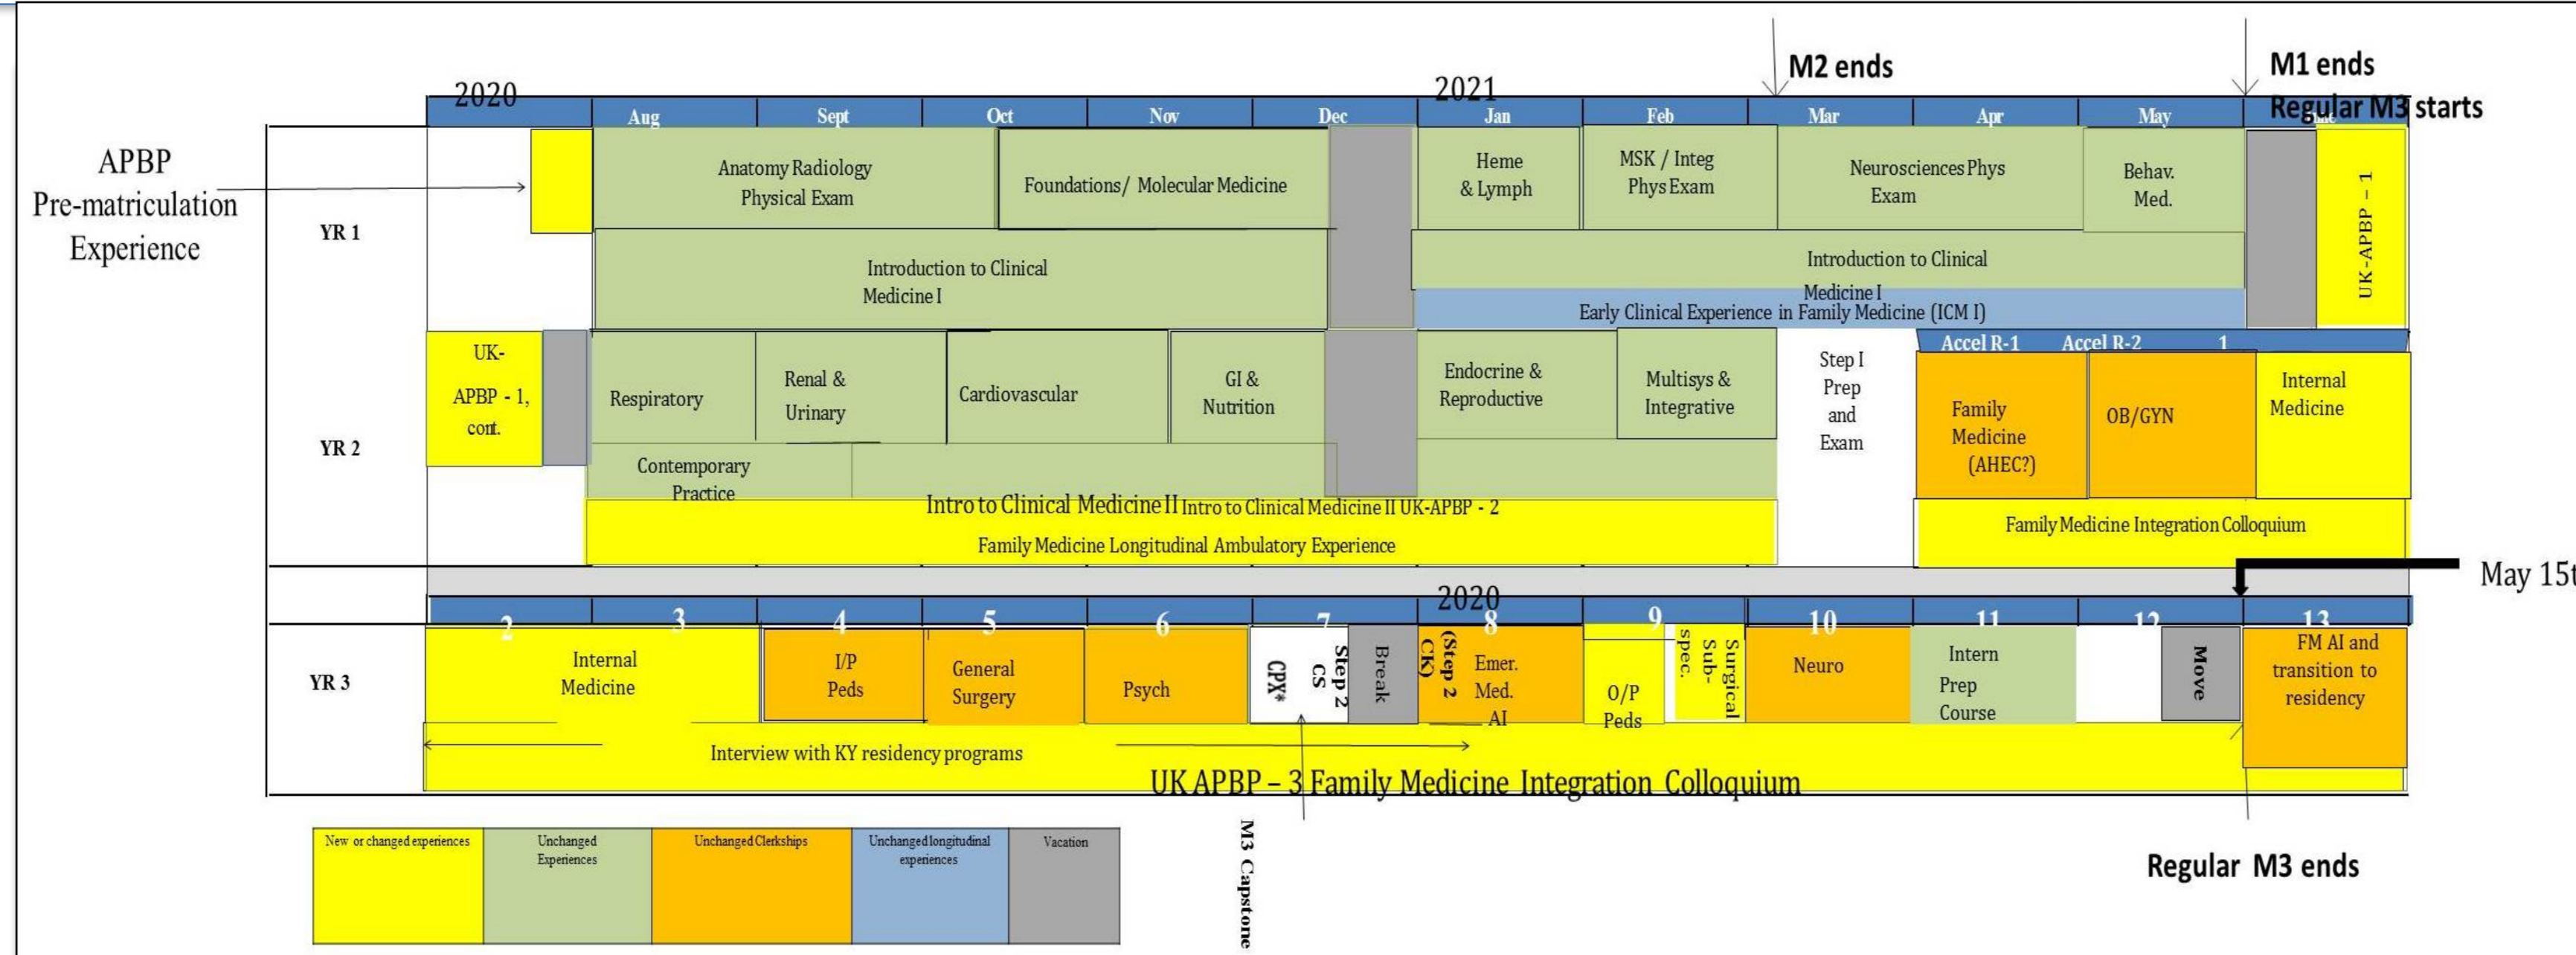 2020
2021
M2 ends
M1 ends
Regular M3 starts
Aug
Sept
Oct
Nov
Dec
Jan
Feb
Mar
Apr
May
APBP
Pre-matriculation
Experience
YR 1
Anatomy Radiology
Physical Exam
Foundations/ Molecular Medicine
Heme
& Lymph
MSK / Integ
Phys Exam
Neurosciences Phys
Exam
Behav.
Med.
UK-APBP – 1
Introduction to Clinical
Medicine I
Introduction to Clinical
Medicine I
Early Clinical Experience in Family Medicine (ICM I)
YR 2
UK-
APBP - 1,
cont.
Respiratory
Renal &
Urinary
Cardiovascular
GI &
Nutrition
Endocrine &
Reproductive
Multisys &
Integrative
Step I
Prep
and
Exam
Accel R-1
Accel R-2
1
Family
Medicine
(AHEC?)
OB/GYN
Internal
Medicine
Contemporary
Practice
Intro to Clinical Medicine II Intro to Clinical Medicine II UK-APBP - 2
Family Medicine Longitudinal Ambulatory Experience
Family Medicine Integration Colloquium
May 15t
2020
2
3
4
5
6
7
8
9
10
11
12
13
YR 3
Internal
Medicine
I/P
Peds
General
Surgery
Psych
CPX*
Step 2
CS
Break
(Step 2
CK)
Emer.
Med.
AI
O/P
Peds
Surgical
Sub-
spec.
Neuro
Intern
Prep
Course
Move
FM AI and
transition to
residency
Interview with KY residency programs
UK APBP – 3 Family Medicine Integration Colloquium
M3 Capstone
Regular M3 ends
New or changed experiences
Unchanged
Experiences
Unchanged Clerkships
Unchanged longitudinal
experiences
Vacation